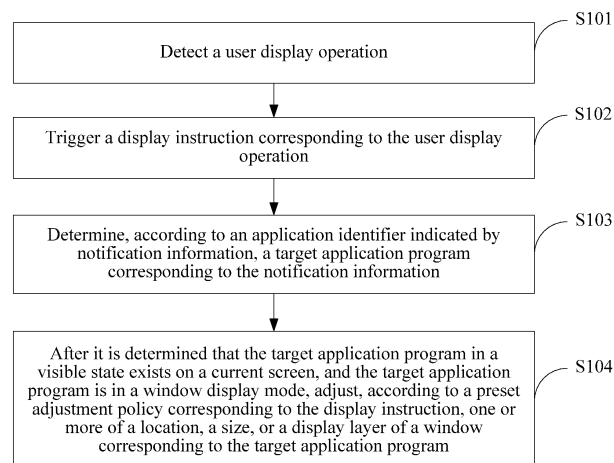 S101
Detect a user display operation
S102
Trigger a display instruction corresponding to the user display
operation
S103
Determine, according to an application identifier indicated by
notification information, a target application program
corresponding to the notification information
S104
After it is determined that the target application program in a
visible state exists on a current screen, and the target application
program is in a window display mode, adjust, according to a preset
adjustment policy corresponding to the display instruction, one or
more of a location, a size, or a display layer of a window
corresponding to the target application program